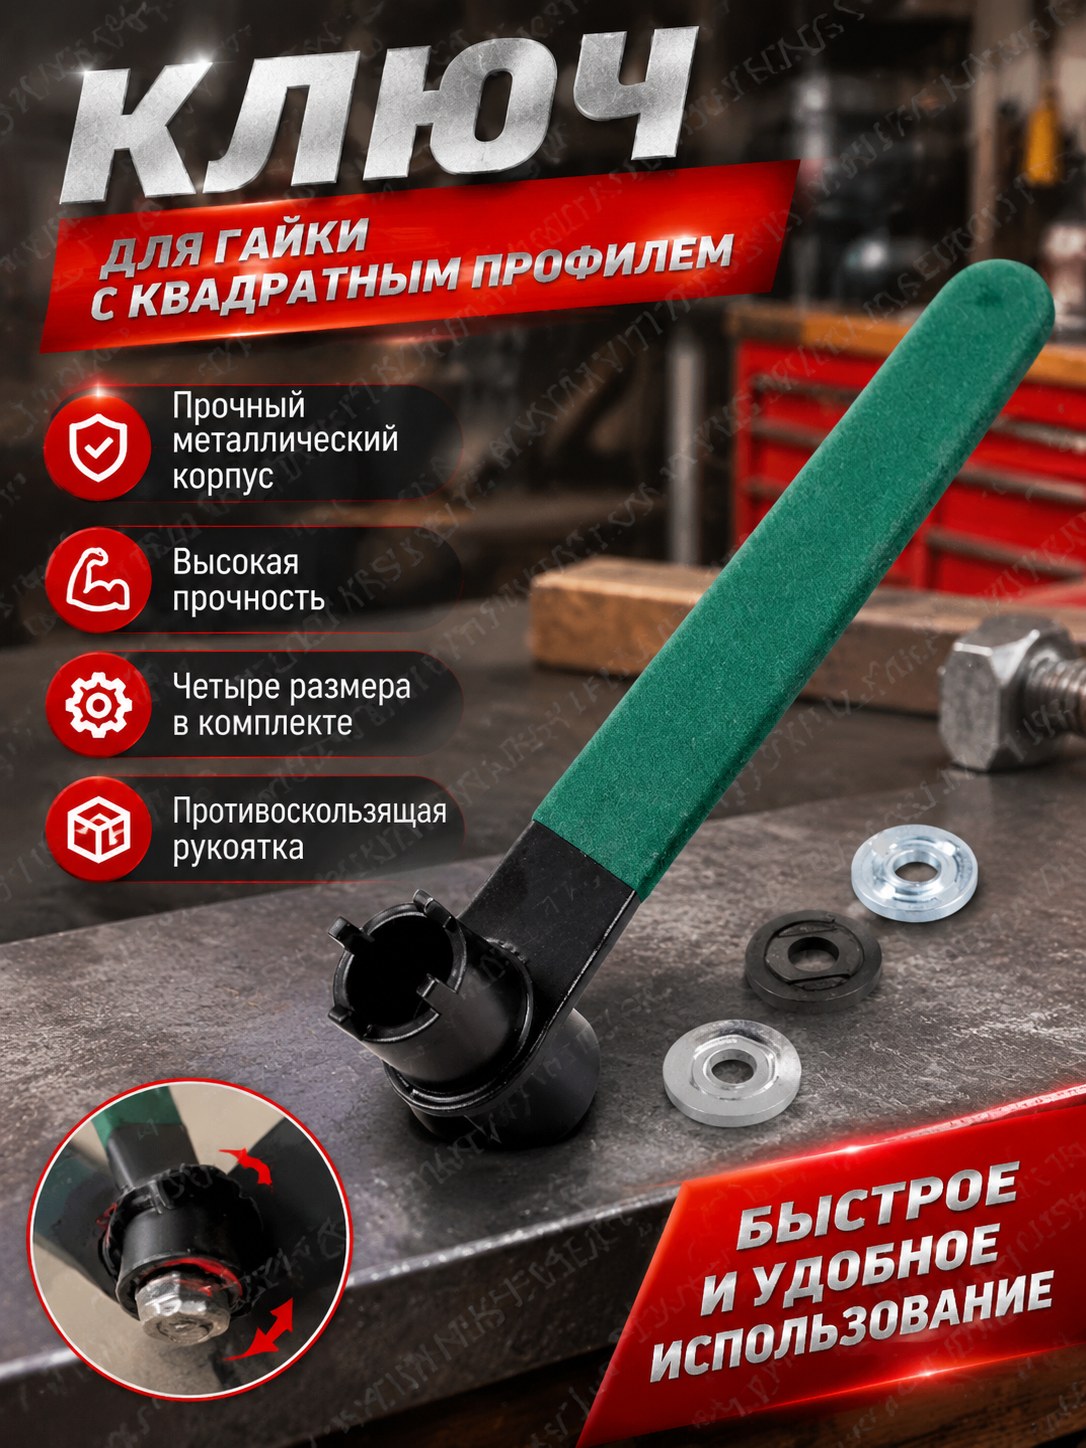 КЛЮЧ
ДЛЯ ГАЙКИ
С КВАДРАТНЫМ ПРОФИЛЕМ
Прочный
металлический
корпус
Высокая
прочность
Четыре размера
в комплекте
Противоскользящая
рукоятка
БЫСТРОЕ
И УДОБНОЕ
ИСПОЛЬЗОВАНИЕ